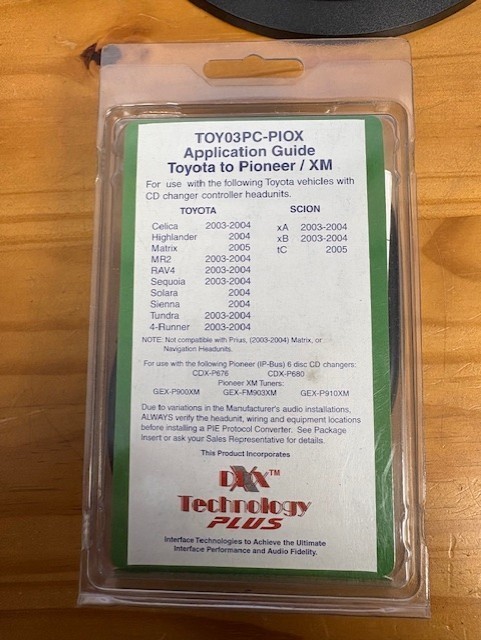 TOY03PC-PIOX
Application Guide
Toyota to Pioneer / XM
For use with the following Toyota vehicles with
CD changer controller headunits.
TOYOTA SCION
Celica 2003-2004 xA 2003-2004
Highlander 2004 xB 2003-2004
Matrix 2005 tC 2005
MR2 2003-2004
RAV4 2003-2004
Sequoia 2003-2004
Solara 2004
Sienna 2004
Tundra 2003-2004
4-Runner 2003-2004
NOTE: Not compatible with Prius, (2003-2004) Matrix, or
Navigation Headunits.
For use with the following Pioneer (IP-Bus) 6 disc CD changers:
CDX-P676 CDX-P680
Pioneer XM Tuners:
GEX-P900XM GEX-FM903XM GEX-P910XM
Due to variations in the Manufacturer's audio installations,
ALWAYS verify the headunit, wiring and equipment locations
before installing a PIE Protocol Converter. See Package
Insert or ask your Sales Representative for details.
This Product Incorporates
DXX™
Technology
PLUS
Interface Technologies to Achieve the Ultimate
Interface Performance and Audio Fidelity.